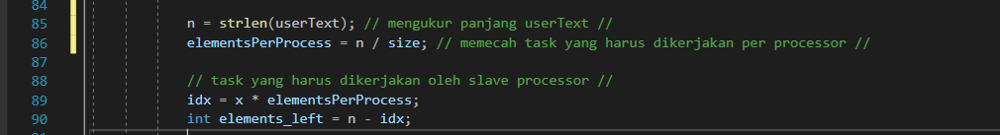 84
85 n = strlen(userText); // mengukur panjang userText //
86 elementsPerProcess = n / size; // memecah task yang harus dikerjakan per processor //
87
88 // task yang harus dikerjakan oleh slave processor //
89 idx = x * elementsPerProcess;
90 int elements_left = n - idx;